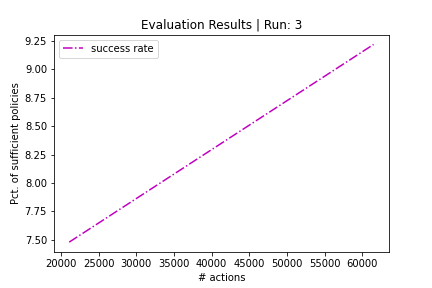 Evaluation Results | Run: 3
success rate
Pct. of sufficient policies
9.25
9.00
8.75
8.50
8.25
8.00
7.75
7.50
20000 25000 30000 35000 40000 45000 50000 55000 60000
# actions